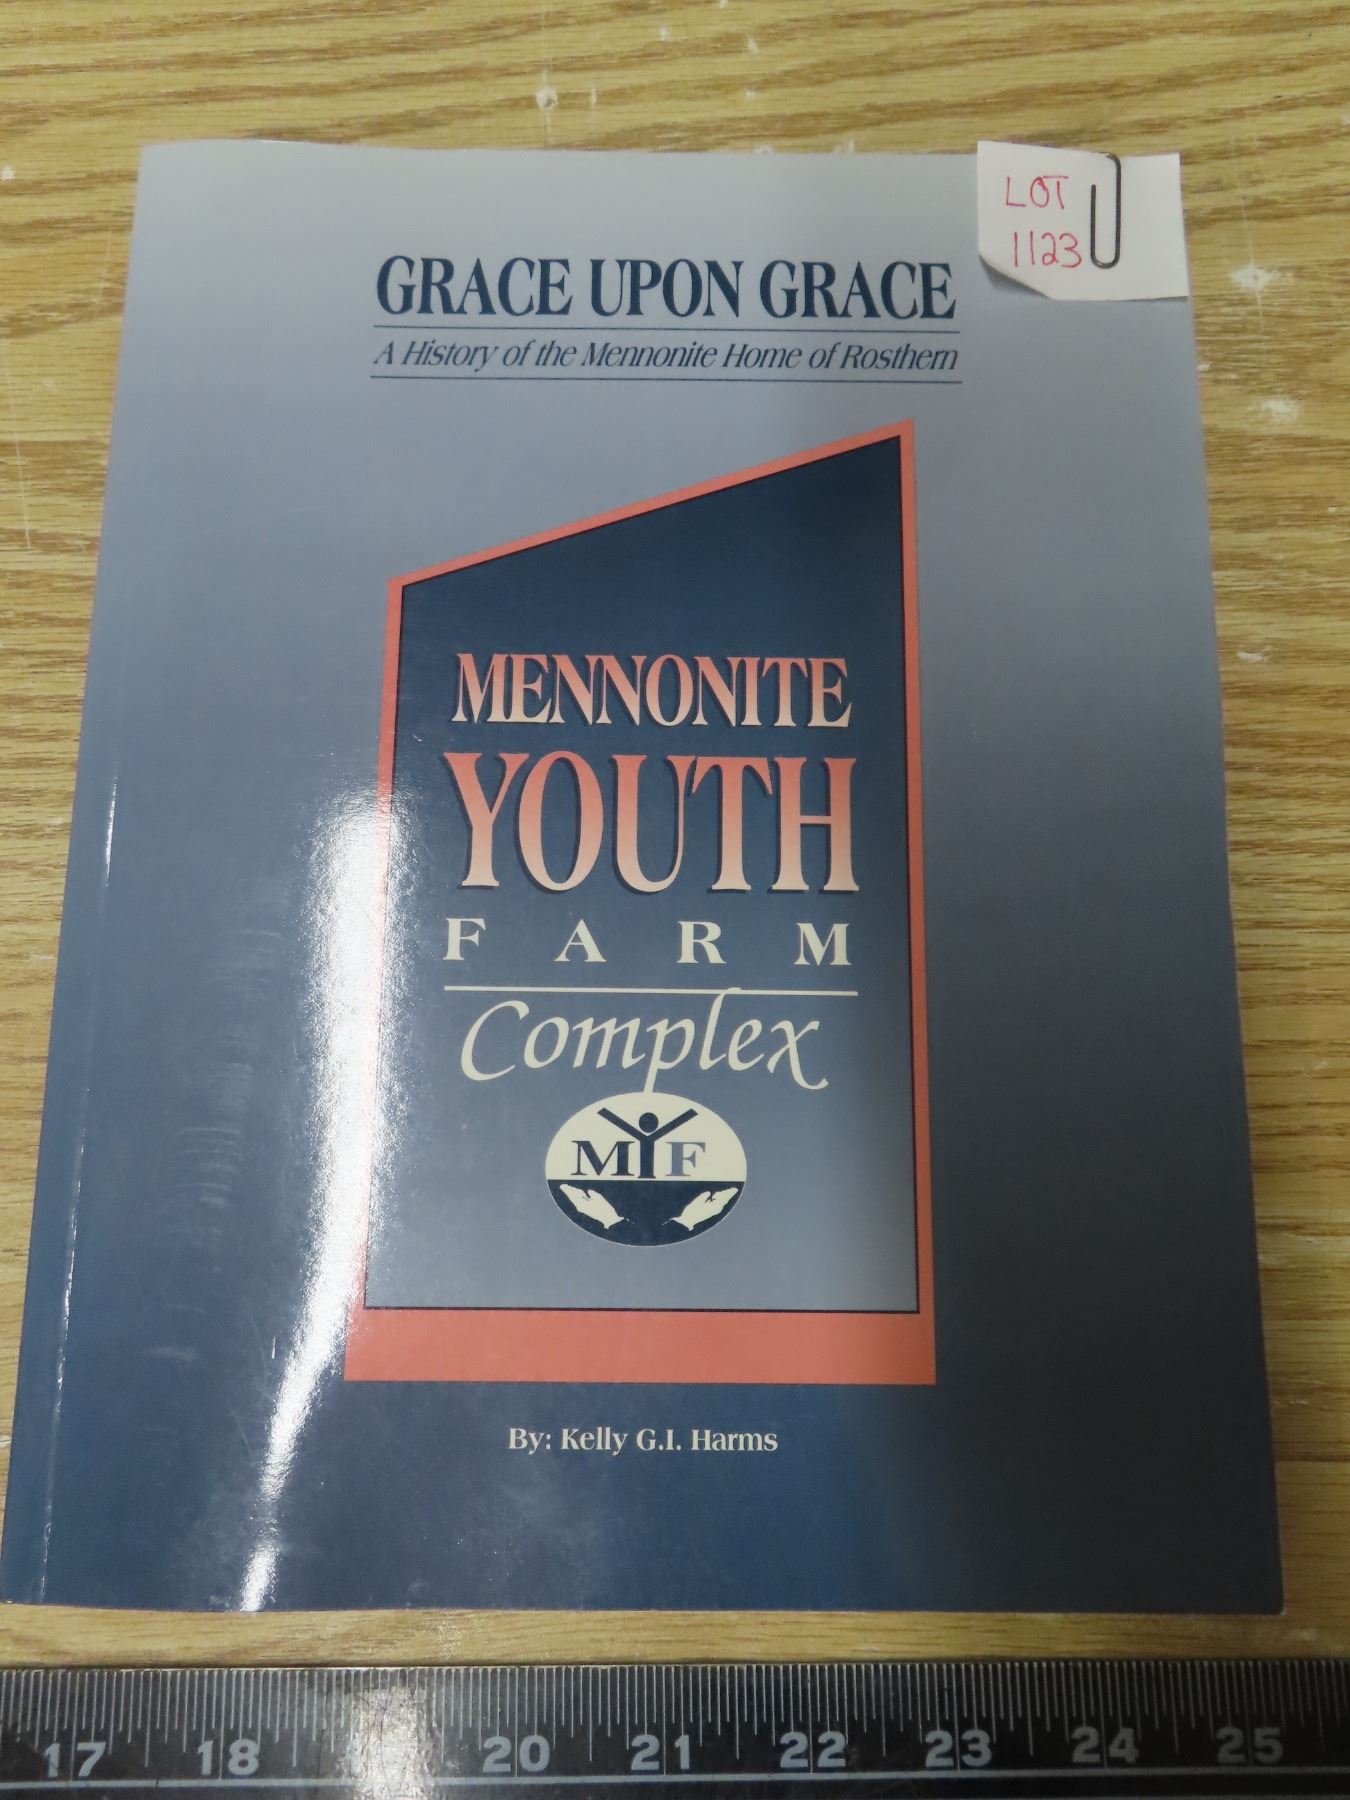 LOT
1123
GRACE UPON GRACE
A History of the Mennonite Home of Rosthern
MENNONITE
YOUTH
FARM
Complex
MYF
By: Kelly G.I. Harms
17 18 20 21 22 23 24 25